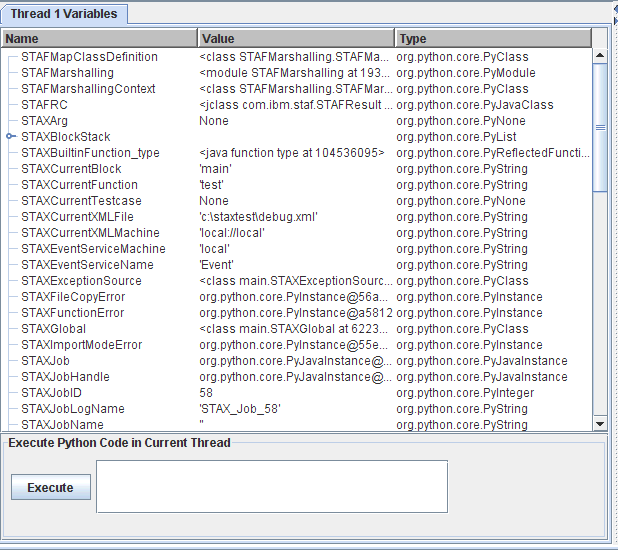 Thread 1 Variables
Name Value Type
STAFMapClassDefinition <class STAFMarshalling.STAFMa... org.python.core.PyClass
STAFMarshalling <module STAFMarshalling at 193... org.python.core.PyModule
STAFMarshallingContext <class STAFMarshalling.STAFMar... org.python.core.PyClass
STAFRC <jclass com.ibm.staf.STAFResult ... org.python.core.PyJavaClass
STAXArg None org.python.core.PyNone
STAXBlockStack org.python.core.PyList
STAXBuiltinFunction_type <java function type at 104536095> org.python.core.PyReflectedFuncti...
STAXCurrentBlock 'main' org.python.core.PyString
STAXCurrentFunction 'test' org.python.core.PyString
STAXCurrentTestcase None org.python.core.PyNone
STAXCurrentXMLFile 'c:\staxtest\debug.xml' org.python.core.PyString
STAXCurrentXMLMachine 'local://local' org.python.core.PyString
STAXEventServiceMachine 'local' org.python.core.PyString
STAXEventServiceName 'Event' org.python.core.PyString
STAXExceptionSource <class main.STAXExceptionSourc... org.python.core.PyClass
STAXFileCopyError org.python.core.PyInstance@56a... org.python.core.PyInstance
STAXFunctionError org.python.core.PyInstance@a5812 org.python.core.PyInstance
STAXGlobal <class main.STAXGlobal at 6223... org.python.core.PyClass
STAXImportModeError org.python.core.PyInstance@55e... org.python.core.PyInstance
STAXJob org.python.core.PyJavaInstance@... org.python.core.PyJavaInstance
STAXJobHandle org.python.core.PyJavaInstance@... org.python.core.PyJavaInstance
STAXJobID 58 org.python.core.PyInteger
STAXJobLogName 'STAX_Job_58' org.python.core.PyString
STAXJobName '' org.python.core.PyString
Execute Python Code in Current Thread
Execute